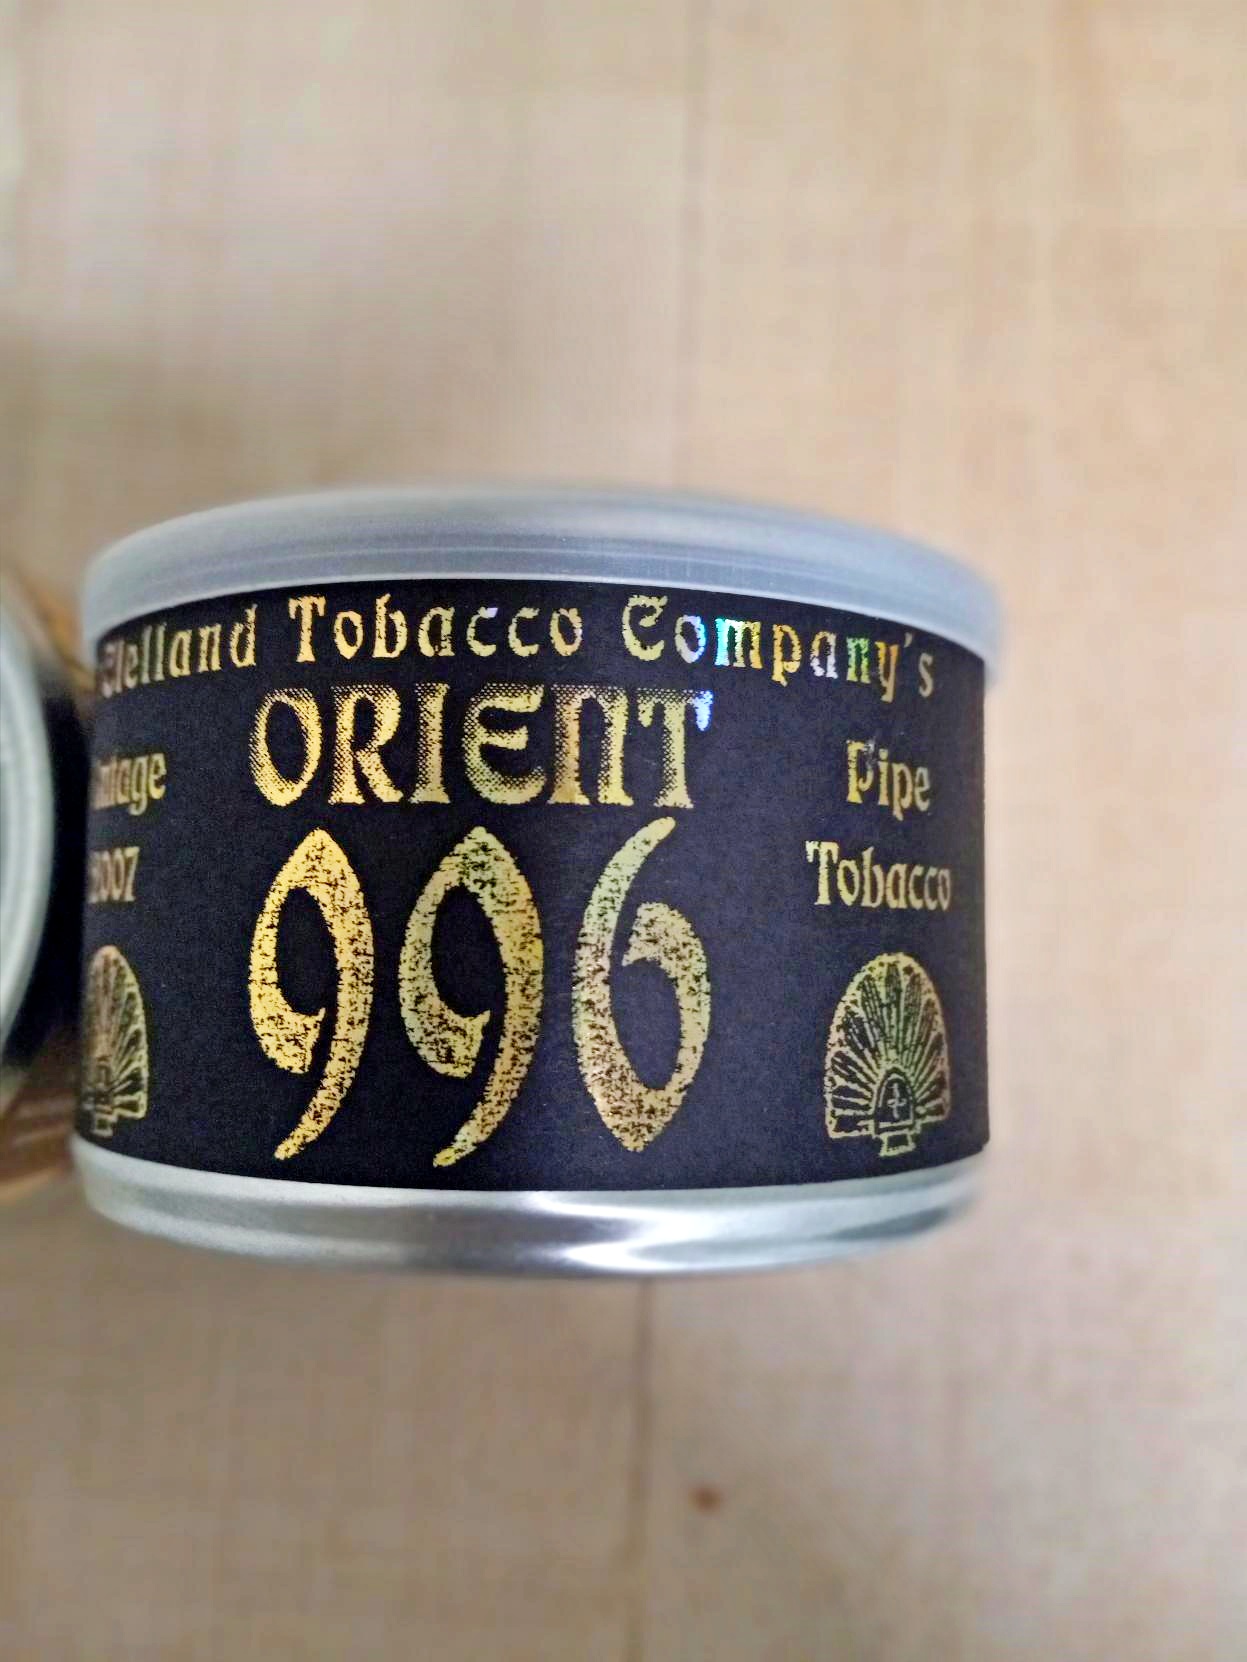 Clelland Tobacco Company's
ORIENT
996
2007
Pipe
Tobacco